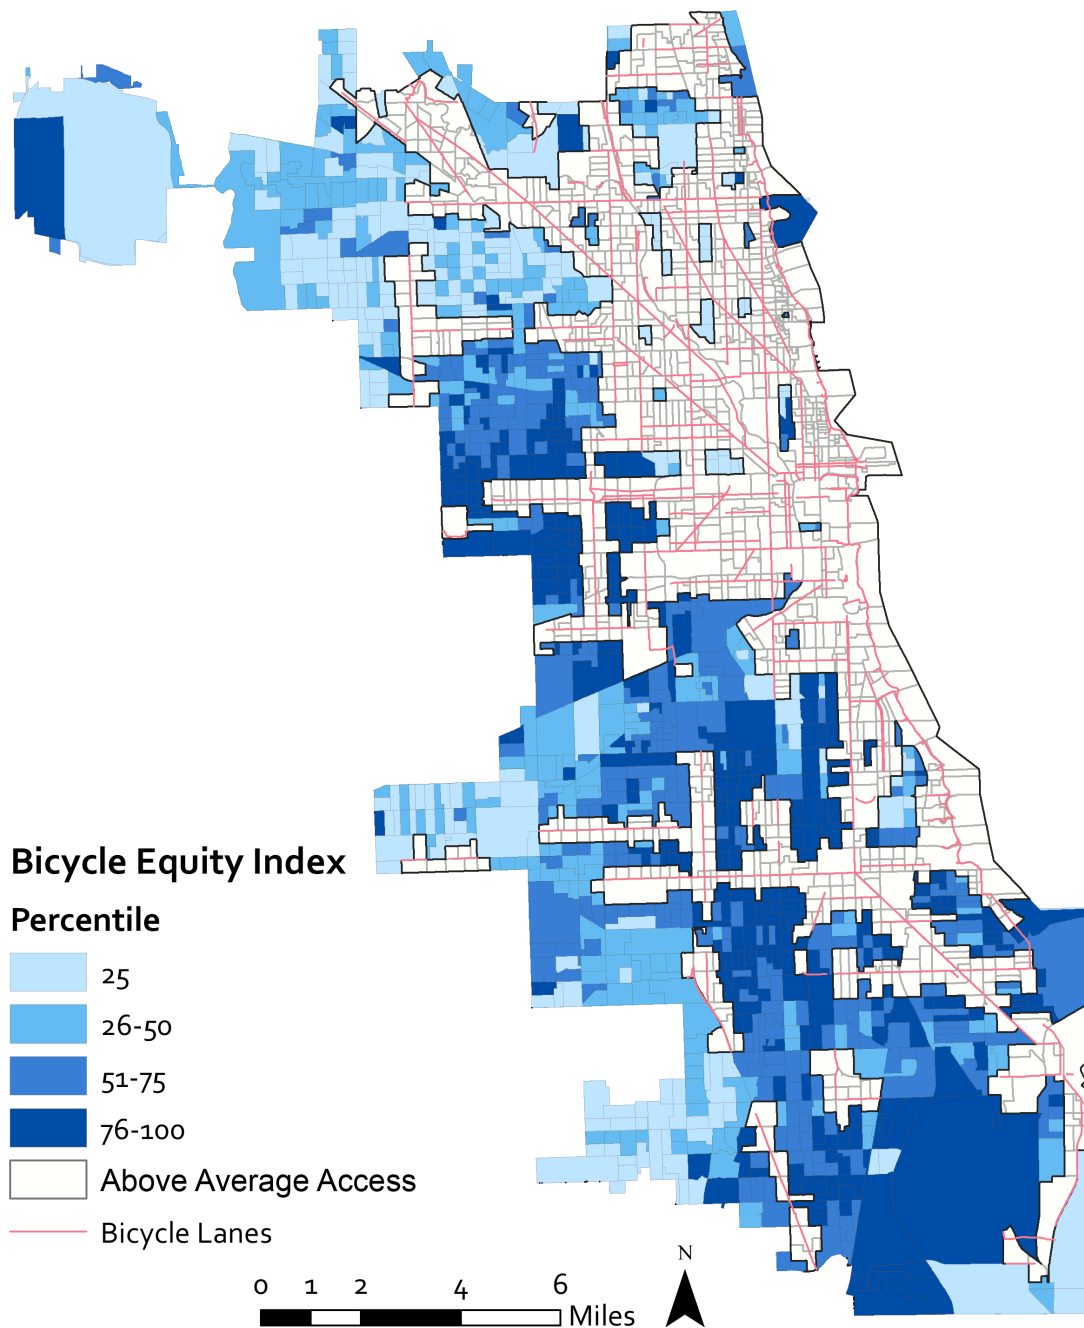 Bicycle Equity Index
Percentile
25
26-50
51-75
76-100
Above Average Access
Bicycle Lanes
0 1 2 4 6
Miles
N